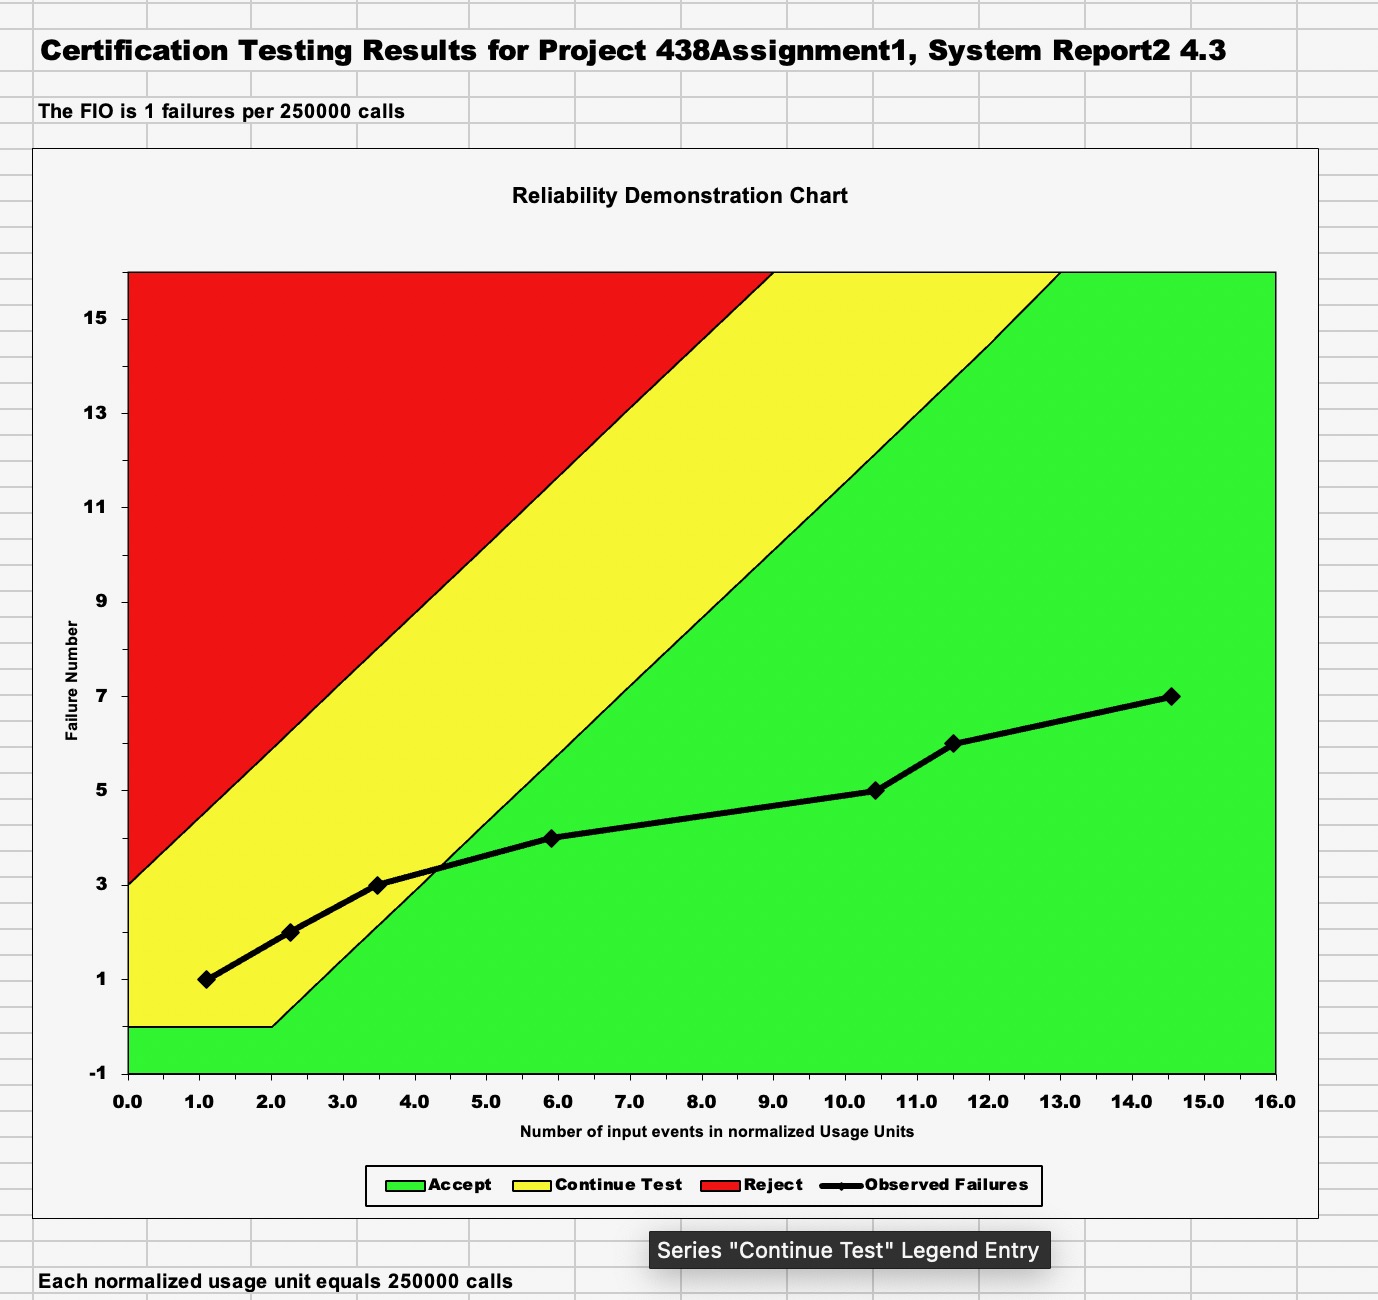 Certification Testing Results for Project 438Assignment1, System Report2 4.3
The FIO is 1 failures per 250000 calls
Reliability Demonstration Chart
15
13
11
9
7
5
3
1
-1
Failure Number
0.0 1.0 2.0 3.0 4.0 5.0 6.0 7.0 8.0 9.0 10.0 11.0 12.0 13.0 14.0 15.0 16.0
Number of input events in normalized Usage Units
Accept Continue Test Reject Observed Failures
Series "Continue Test" Legend Entry
Each normalized usage unit equals 250000 calls